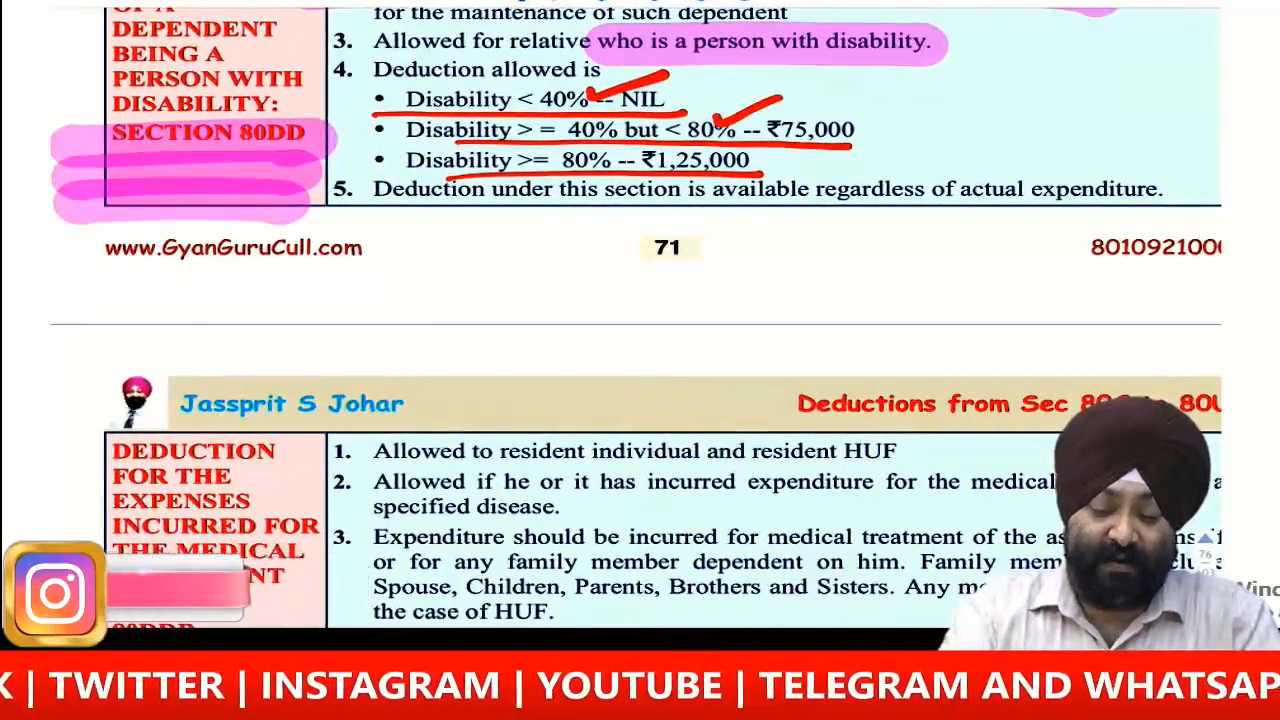 OF A
DEPENDENT
BEING A
PERSON WITH
DISABILITY:
SECTION 80DD
for the maintenance of such dependent
3. Allowed for relative who is a person with disability.
4. Deduction allowed is
• Disability < 40% -- NIL
• Disability > = 40% but < 80% -- ₹75,000
• Disability >= 80% -- ₹1,25,000
5. Deduction under this section is available regardless of actual expenditure.
www.GyanGuruCull.com
71
801092100
Jassprit S Johar
Deductions from Sec
DEDUCTION
FOR THE
EXPENSES
INCURRED FOR
THE MEDICAL
1. Allowed to resident individual and resident HUF
2. Allowed if he or it has incurred expenditure for the medical
specified disease.
3. Expenditure should be incurred for medical treatment of the
or for any family member dependent on him. Family
Spouse, Children, Parents, Brothers and Sisters. Any
the case of HUF.
76
K | TWITTER | INSTAGRAM | YOUTUBE | TELEGRAM AND WHATSAP